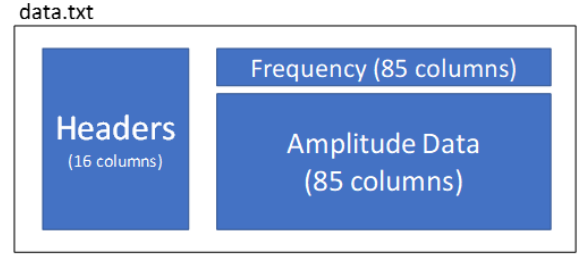 data.txt
Headers
(16 columns)
Frequency (85 columns)
Amplitude Data
(85 columns)